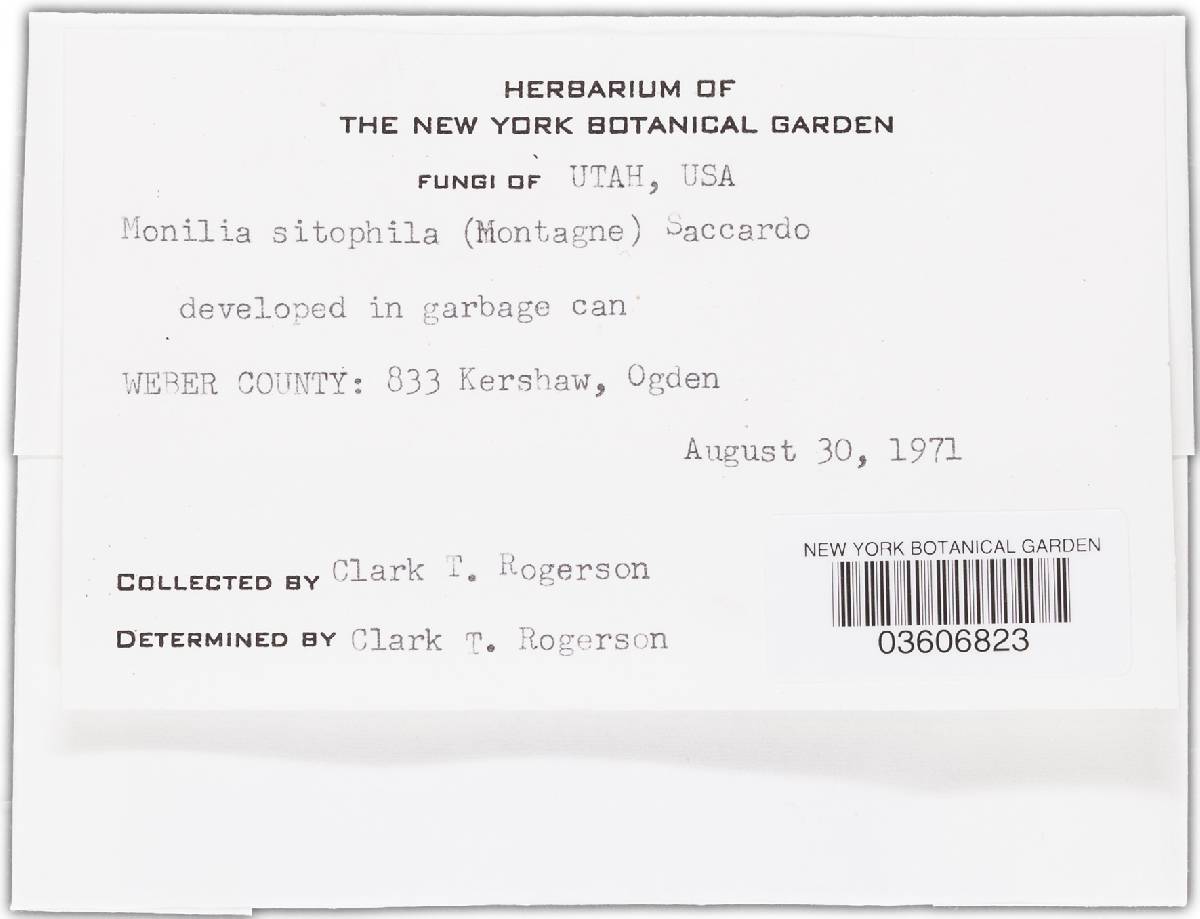 HERBARIUM OF
THE NEW YORK BOTANICAL GARDEN
FUNGI OF UTAH, USA
Monilia sitophila (Montagne) Saccardo
developed in garbage can
WEBER COUNTY: 833 Kershaw, Ogden
August 30, 1971
COLLECTED BY Clark T. Rogerson
DETERMINED BY Clark T. Rogerson
NEW YORK BOTANICAL GARDEN
03606823